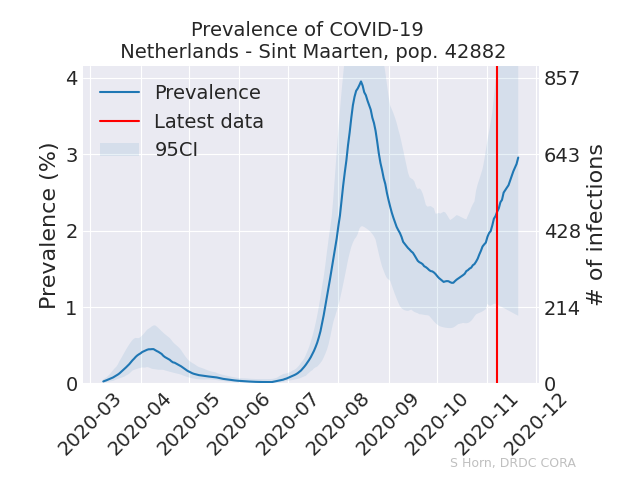 Prevalence of COVID-19
Netherlands - Sint Maarten, pop. 42882
Prevalence
Latest data
95CI
Prevalence (%)
4
3
2
1
0
857
643
428
214
0
# of infections
2020-03
2020-04
2020-05
2020-06
2020-07
2020-08
2020-09
2020-10
2020-11
2020-12
S Horn, DRDC CORA